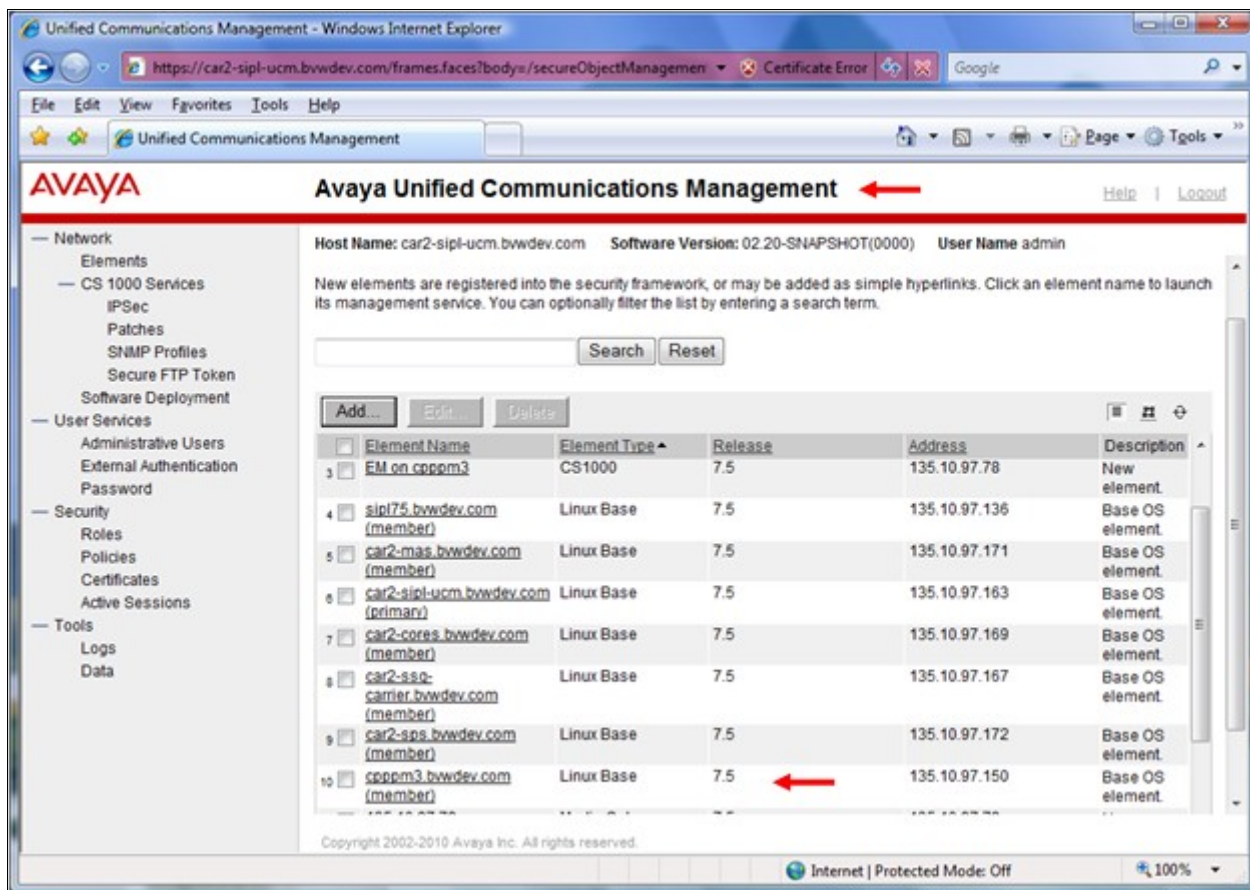 Unified Communications Management - Windows Internet Explorer
https://car2-sipl-ucm.bvwdev.com/frames.faces?body=/secureObjectManagemen Certificate Error Google
File Edit View Favorites Tools Help
Unified Communications Management Page Tools
AVAYA Avaya Unified Communications Management Help | Logout
— Network
Elements
— CS 1000 Services
IPSec
Patches
SNMP Profiles
Secure FTP Token
Software Deployment
— User Services
Administrative Users
External Authentication
Password
— Security
Roles
Policies
Certificates
Active Sessions
— Tools
Logs
Data
Host Name: car2-sipl-ucm.bvwdev.com Software Version: 02.20-SNAPSHOT(0000) User Name admin
New elements are registered into the security framework, or may be added as simple hyperlinks. Click an element name to launch
its management service. You can optionally filter the list by entering a search term.
Search Reset
Add... Edit... Delete
Element Name Element Type Release Address Description
3 EM on cpppm3 CS1000 7.5 135.10.97.78 New
element.
4 sipl75.bvwdev.com Linux Base 7.5 135.10.97.136 Base OS
(member) element.
5 car2-mas.bvwdev.com Linux Base 7.5 135.10.97.171 Base OS
(member) element.
6 car2-sipl-ucm.bvwdev.com Linux Base 7.5 135.10.97.163 Base OS
(primary) element.
7 car2-cores.bvwdev.com Linux Base 7.5 135.10.97.169 Base OS
(member) element.
8 car2-ssg- Linux Base 7.5 135.10.97.167 Base OS
carrier.bvwdev.com element.
(member)
9 car2-sps.bvwdev.com Linux Base 7.5 135.10.97.172 Base OS
(member) element.
10 cpppm3.bvwdev.com Linux Base 7.5 135.10.97.150 Base OS
(member) element.
Copyright 2002-2010 Avaya Inc. All rights reserved.
Internet | Protected Mode: Off 100%